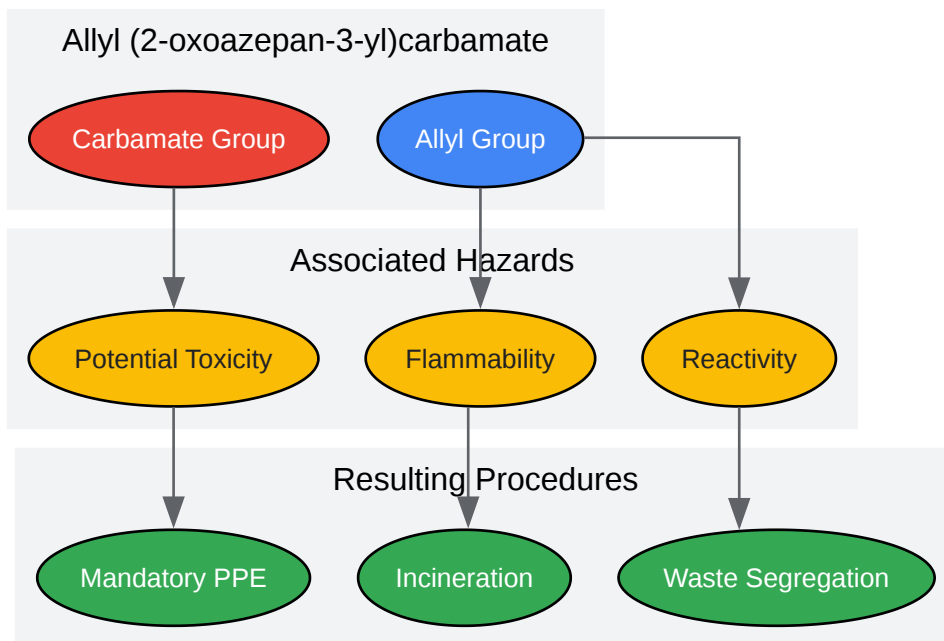 Allyl (2-oxoazepan-3-yl)carbamate
Carbamate Group
Allyl Group
Associated Hazards
Potential Toxicity
Flammability
Reactivity
Resulting Procedures
Mandatory PPE
Incineration
Waste Segregation